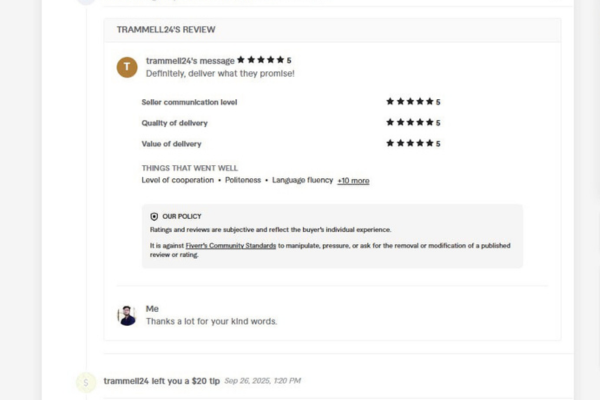 TRAMMELL24'S REVIEW
T
trammell24's message ★★★★★ 5
Definitely, deliver what they promise!
Seller communication level ★★★★★ 5
Quality of delivery ★★★★★ 5
Value of delivery ★★★★★ 5
THINGS THAT WENT WELL
Level of cooperation • Politeness • Language fluency +10 more
OUR POLICY
Ratings and reviews are subjective and reflect the buyer's individual experience.
It is against Fiverr's Community Standards to manipulate, pressure, or ask for the removal or modification of a published
review or rating.
Me
Thanks a lot for your kind words.
trammell24 left you a $20 tip Sep 26, 2025, 1:20 PM